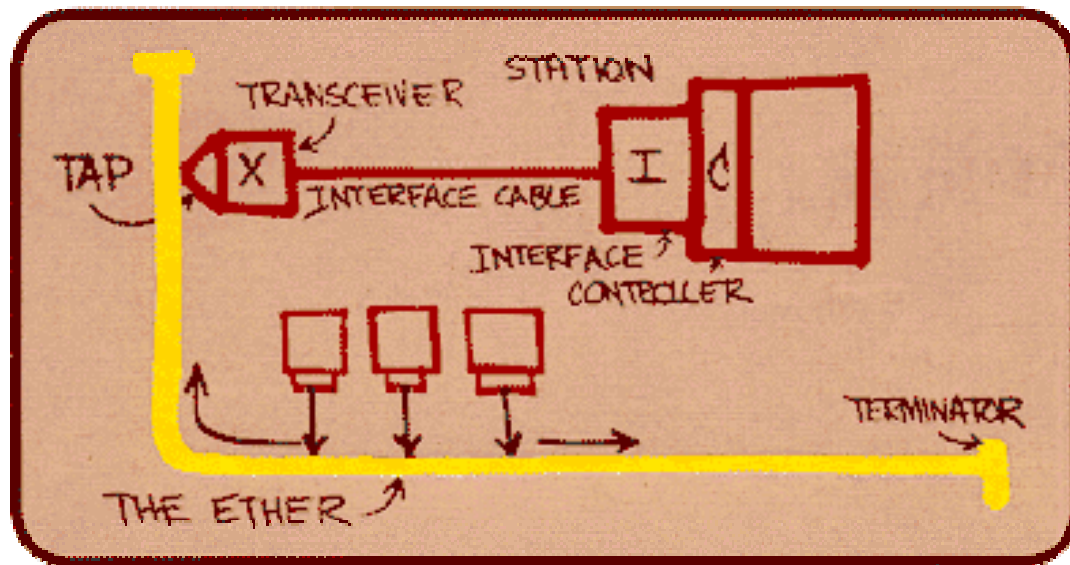 STATION
TRANSCEIVER
TAP
X
I
C
INTERFACE CABLE
INTERFACE
CONTROLLER
TERMINATOR
THE ETHER